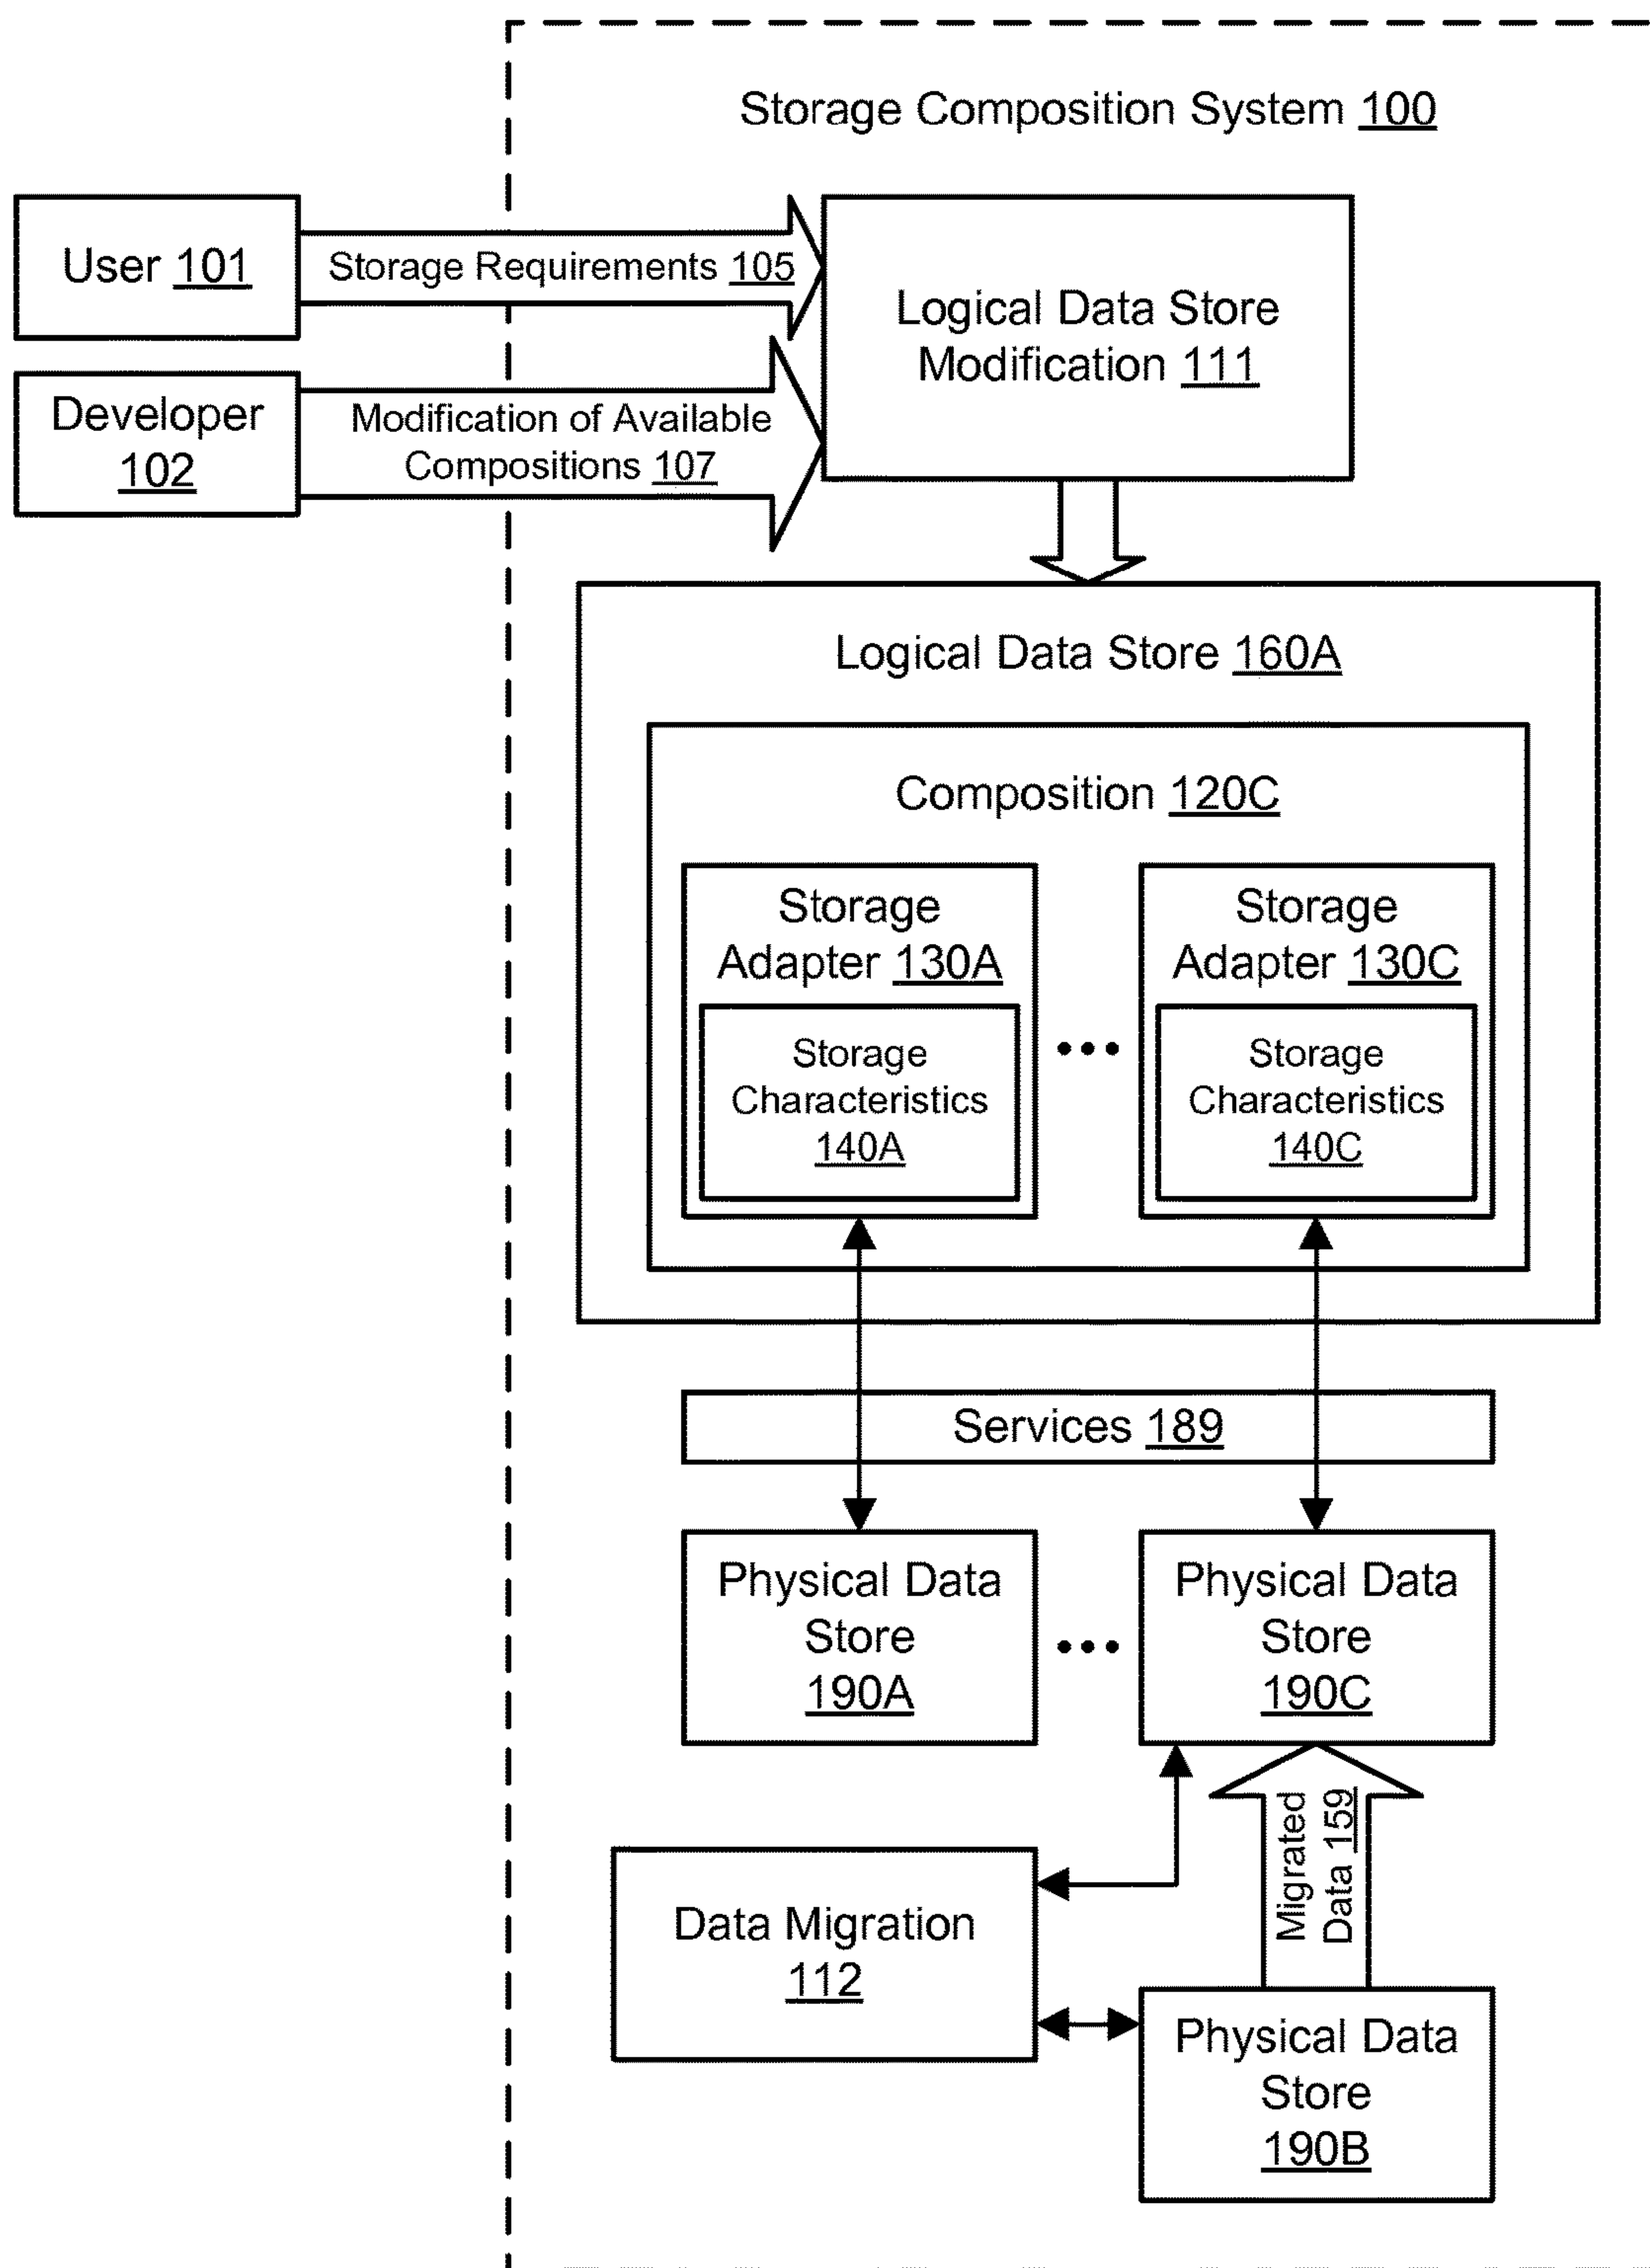 Storage Composition System 100
User 101
Storage Requirements 105
Logical Data Store
Modification 111
Developer
102
Modification of Available
Compositions 107
Logical Data Store 160A
Composition 120C
Storage
Adapter 130A
Storage
Characteristics
140A
Storage
Adapter 130C
Storage
Characteristics
140C
Services 189
Physical Data
Store
190A
Physical Data
Store
190C
Migrated
Data 159
Data Migration
112
Physical Data
Store
190B